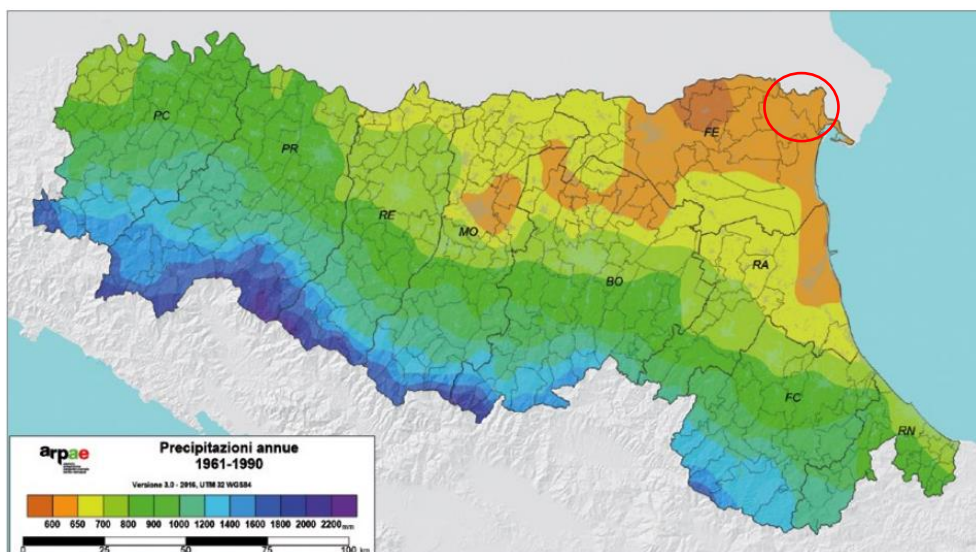 PC
PR
RE
MO
BO
FE
RA
FC
RN
arpae
Precipitazioni annue
1961-1990
Versione 3.0 - 2016, UTM 32 WGS84
600 650 700 800 900 1000 1200 1400 1600 1800 2000 2200 mm
0 25 50 75 100 km